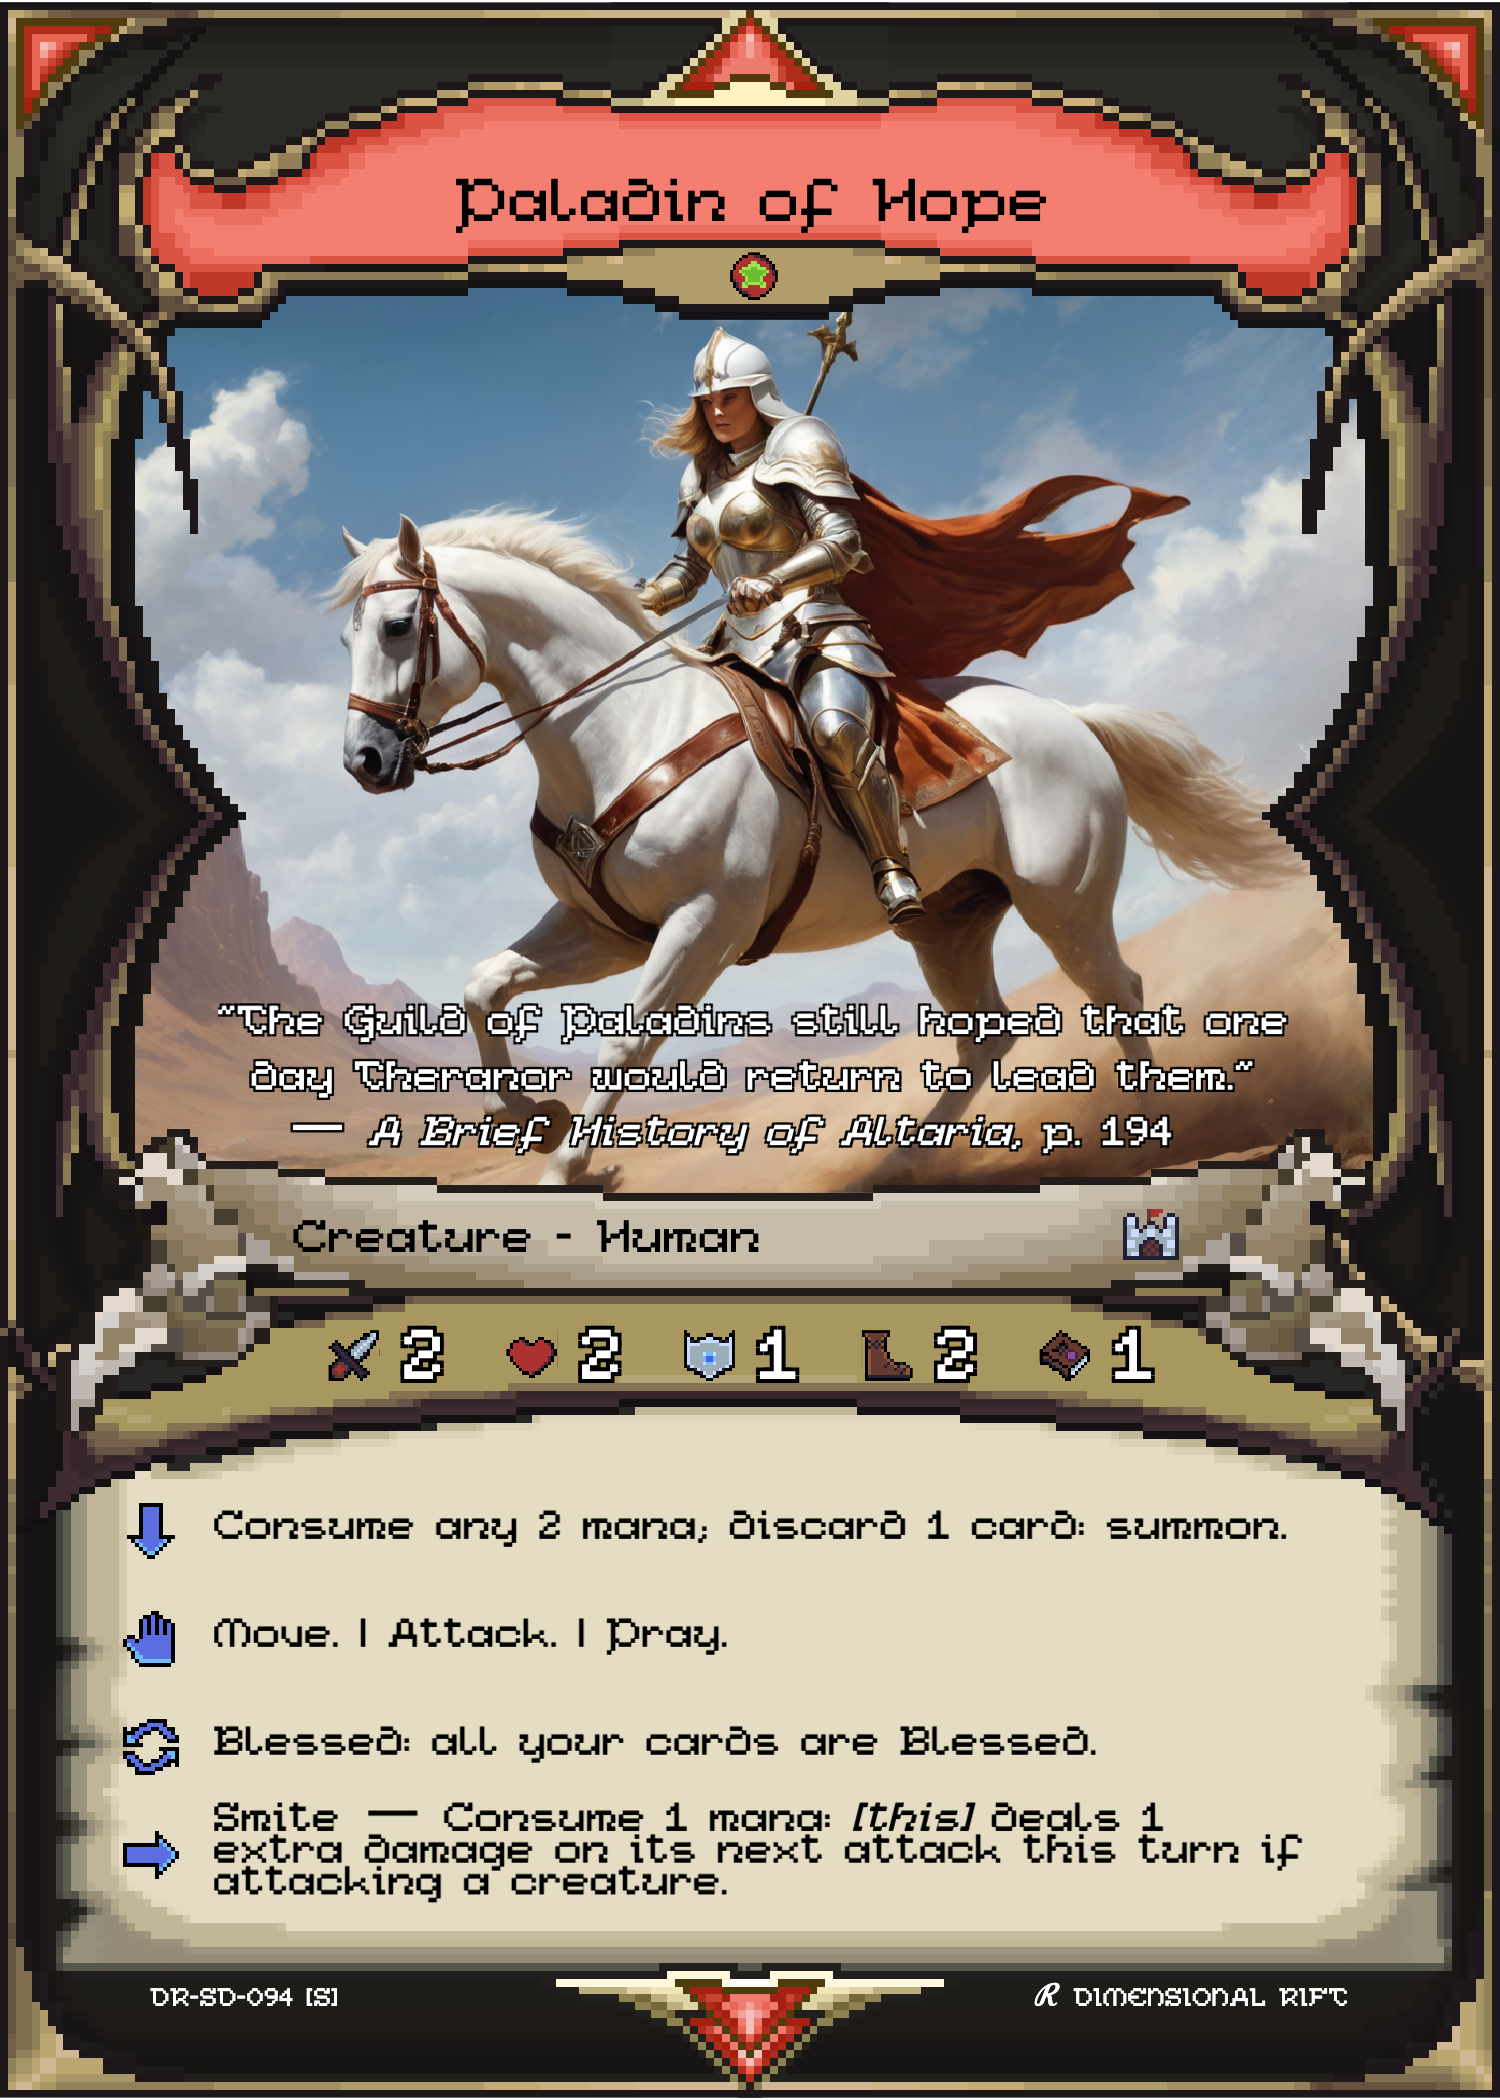 Paladin of Hope
"The Guild of Paladins still hoped that one
day Theranor would return to lead them."
— A Brief History of Altaria, p. 194
Creature - Human
2 2 1 2 1
Consume any 2 mana; discard 1 card: summon.
Move. | Attack. | Pray.
Blessed: all your cards are Blessed.
Smite — Consume 1 mana: [this] deals 1
extra damage on its next attack this turn if
attacking a creature.
DR-SD-094 [S]
R DIMENSIONAL RIFT